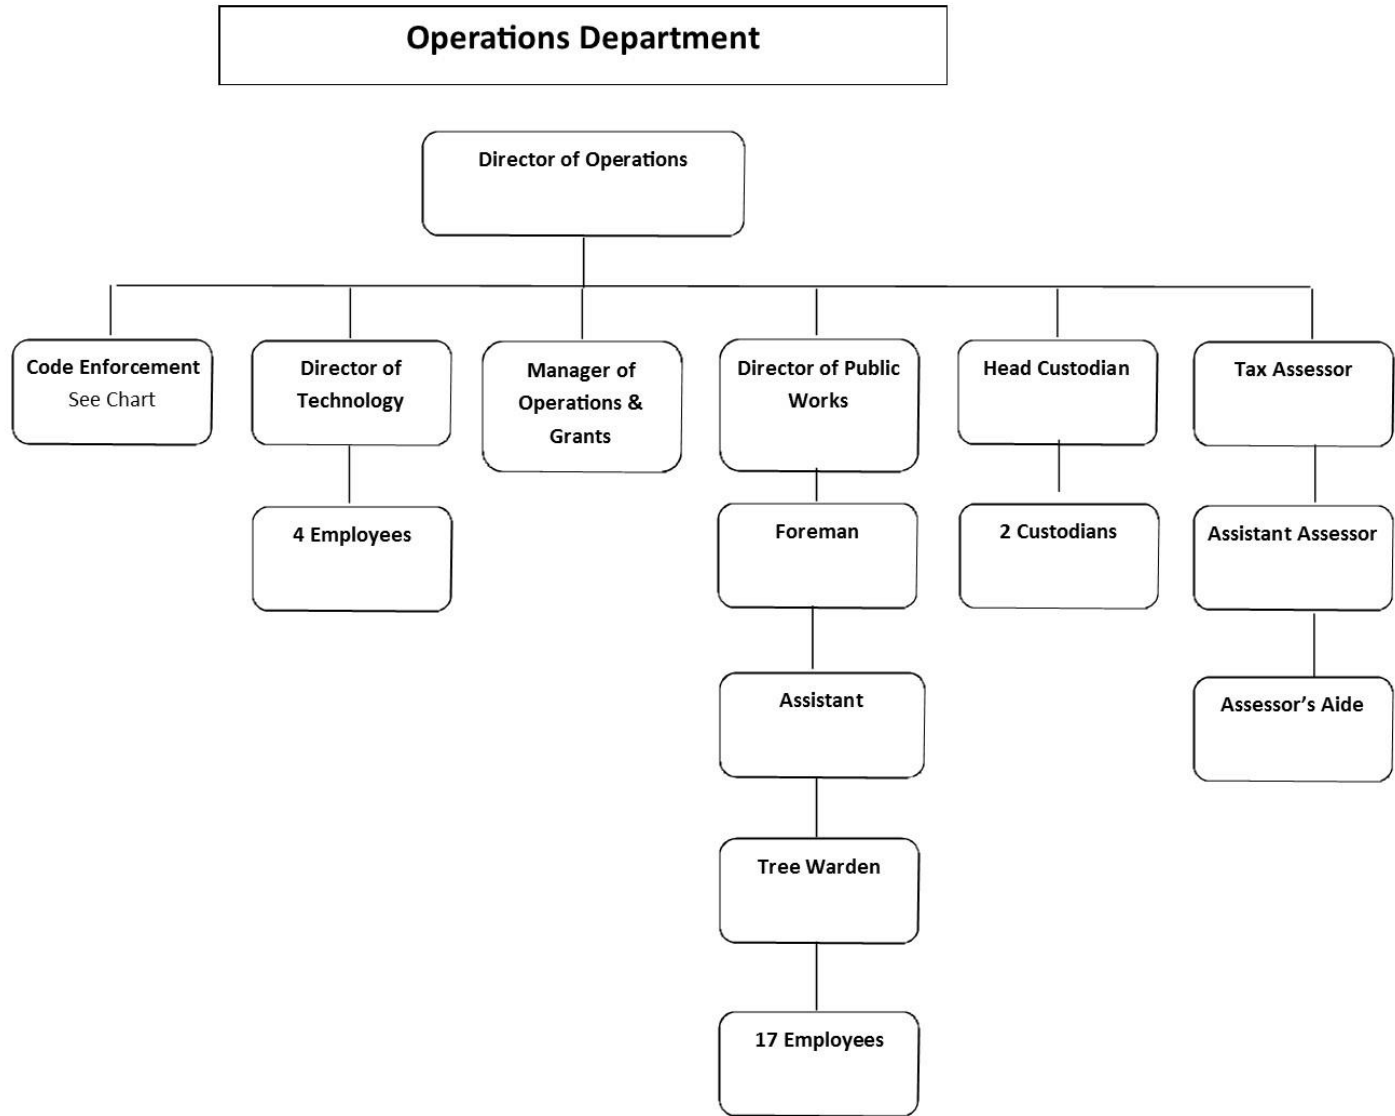 Operations Department
Director of Operations
Code Enforcement
See Chart
Director of
Technology
Manager of
Operations &
Grants
Director of Public
Works
Head Custodian
Tax Assessor
4 Employees
Foreman
2 Custodians
Assistant Assessor
Assistant
Assessor’s Aide
Tree Warden
17 Employees